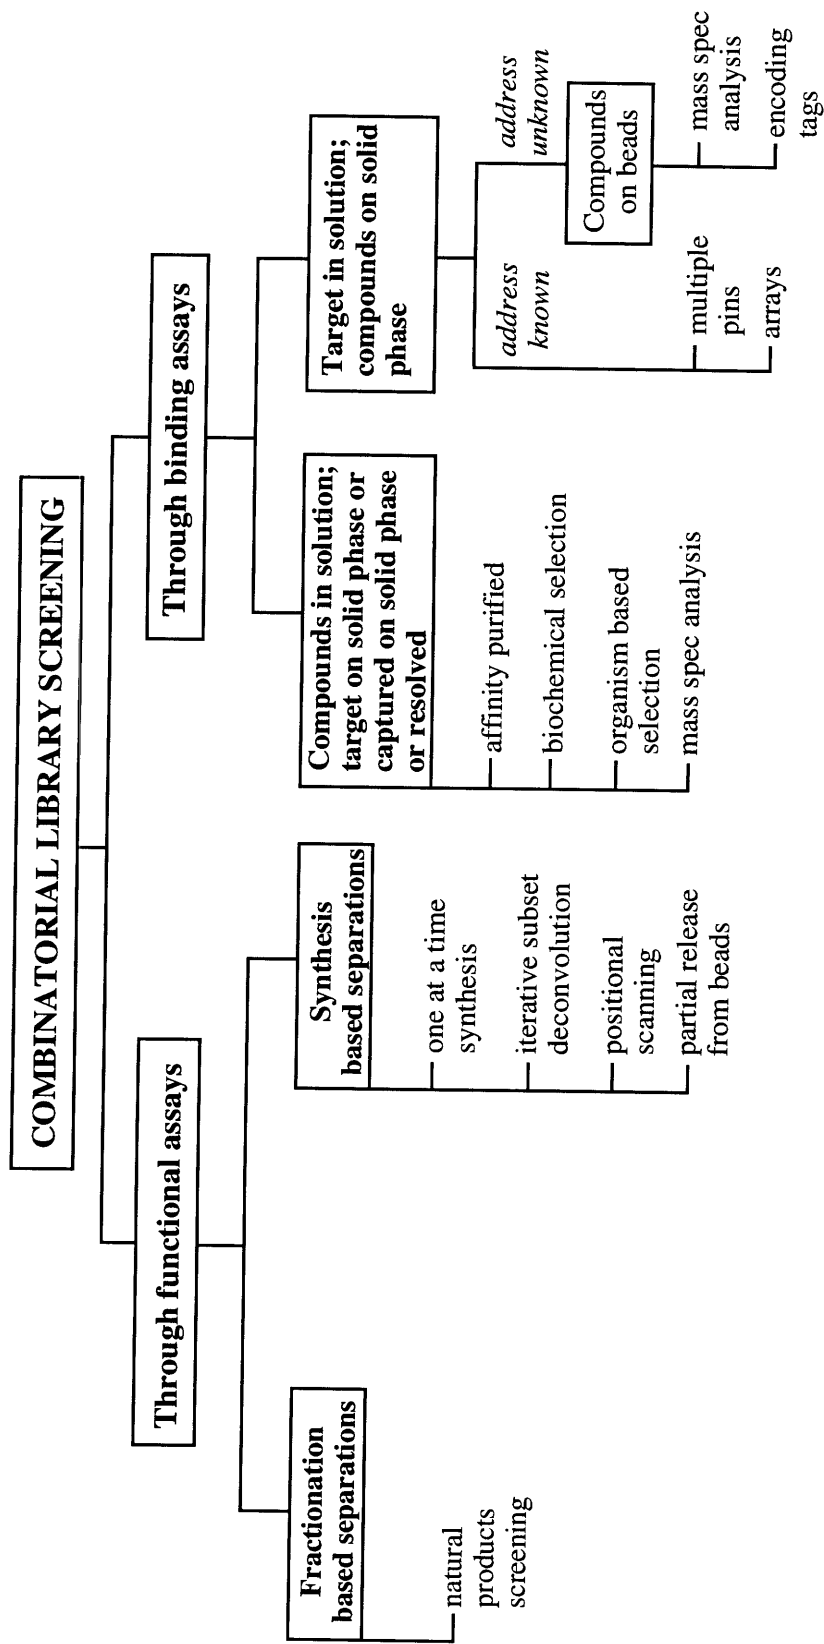 COMBINATORIAL LIBRARY SCREENING
Through functional assays
Through binding assays
Fractionation
based separations
natural
products
screening
Synthesis
based separations
one at a time
synthesis
iterative subset
deconvolution
positional
scanning
partial release
from beads
Compounds in solution;
target on solid phase or
captured on solid phase
or resolved
affinity purified
biochemical selection
organism based
selection
mass spec analysis
Target in solution;
compounds on solid
phase
address
known
multiple
pins
arrays
address
unknown
Compounds
on beads
mass spec
analysis
encoding
tags